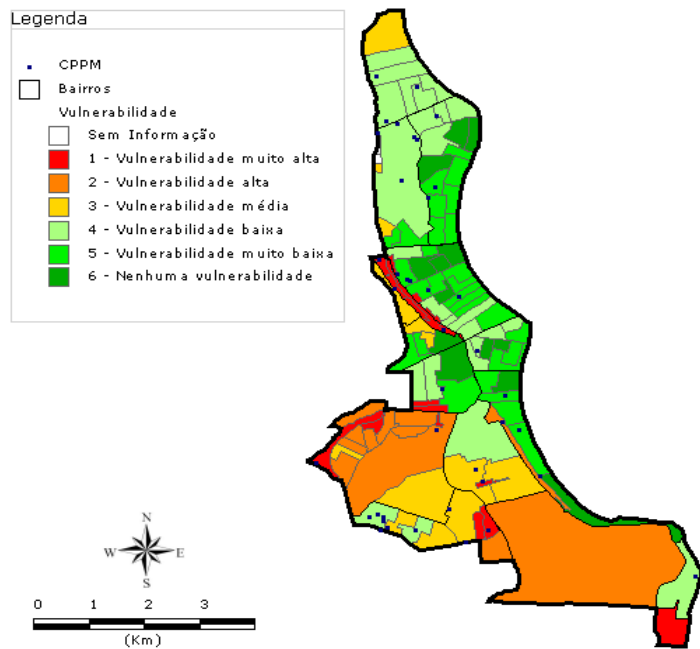 Legenda
CPPM
Bairros
Vulnerabilidade
Sem Informação
1 - Vulnerabilidade muito alta
2 - Vulnerabilidade alta
3 - Vulnerabilidade média
4 - Vulnerabilidade baixa
5 - Vulnerabilidade muito baixa
6 - Nenhuma vulnerabilidade
N
W E
S
0 1 2 3
(Km)